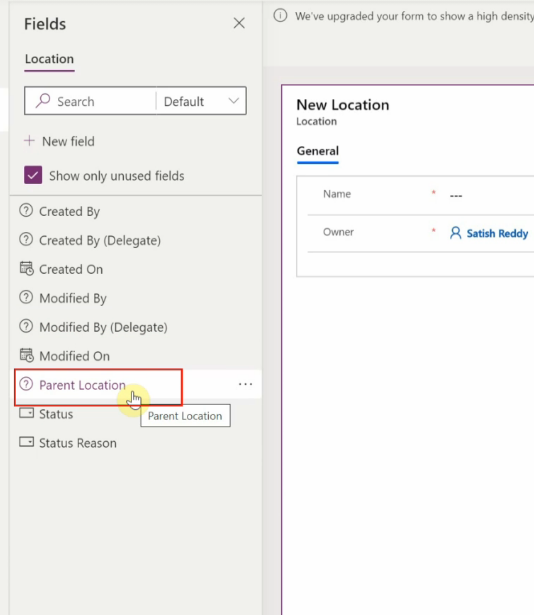 Fields
Location
Search
Default
New field
Show only unused fields
Created By
Created By (Delegate)
Created On
Modified By
Modified By (Delegate)
Modified On
Parent Location
...
Parent Location
Status
Status Reason
We've upgraded your form to show a high density
New Location
Location
General
Name * ---
Owner * Satish Reddy